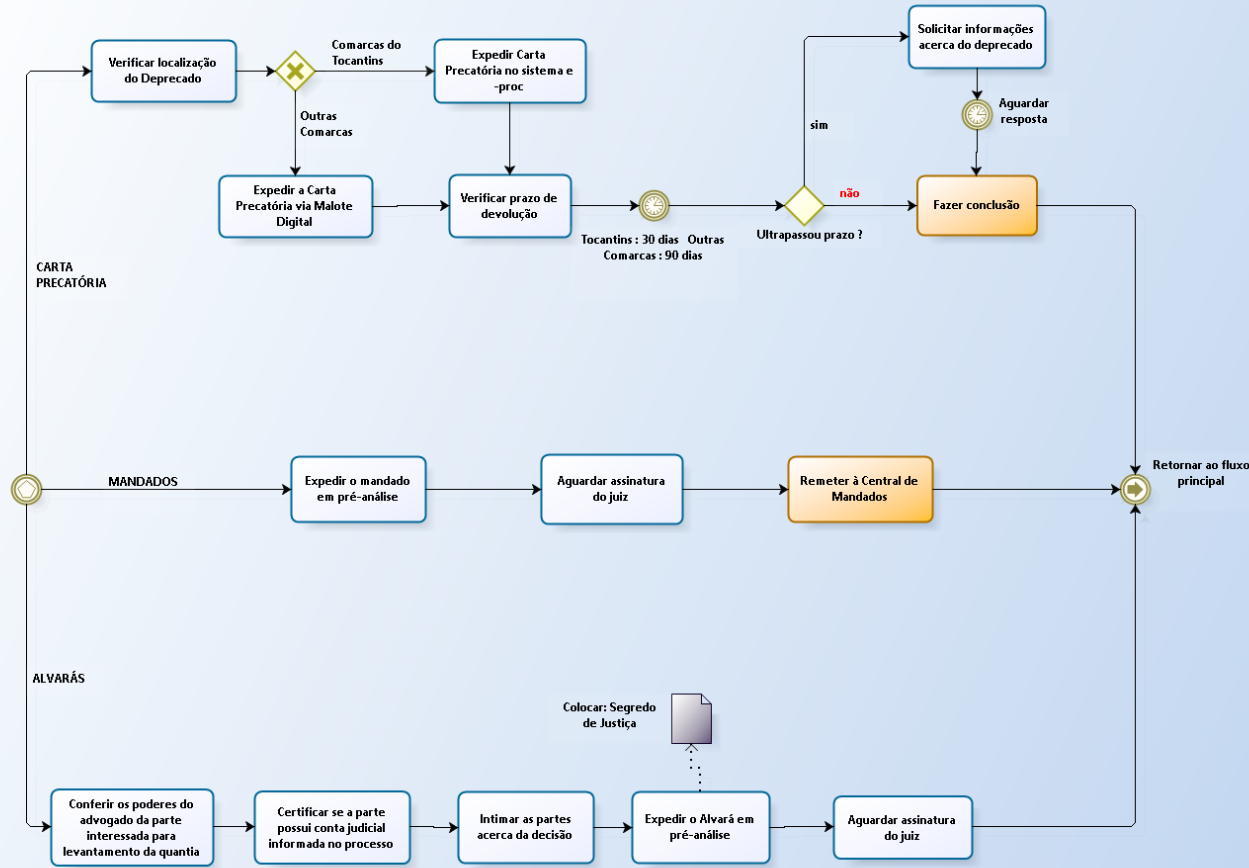 Verificar localização
do Deprecado
Comarcas do
Tocantins
Expedir Carta
Precatória no sistema e
-proc
Solicitar informações
acerca do deprecado
Outras
Comarcas
sim
Aguardar
resposta
Expedir a Carta
Precatória via Malote
Digital
Verificar prazo de
devolução
Tocantins : 30 dias Outras
Comarcas : 90 dias
não
Ultrapassou prazo ?
Fazer conclusão
CARTA
PRECATÓRIA
MANDADOS
Expedir o mandado
em pré-análise
Aguardar assinatura
do juiz
Remeter à Central de
Mandados
Retornar ao fluxo
principal
ALVARÁS
Colocar: Segredo
de Justiça
Conferir os poderes do
advogado da parte
interessada para
levantamento da quantia
Certificar se a parte
possui conta judicial
informada no processo
Intimar as partes
acerca da decisão
Expedir o Alvará em
pré-análise
Aguardar assinatura
do juiz